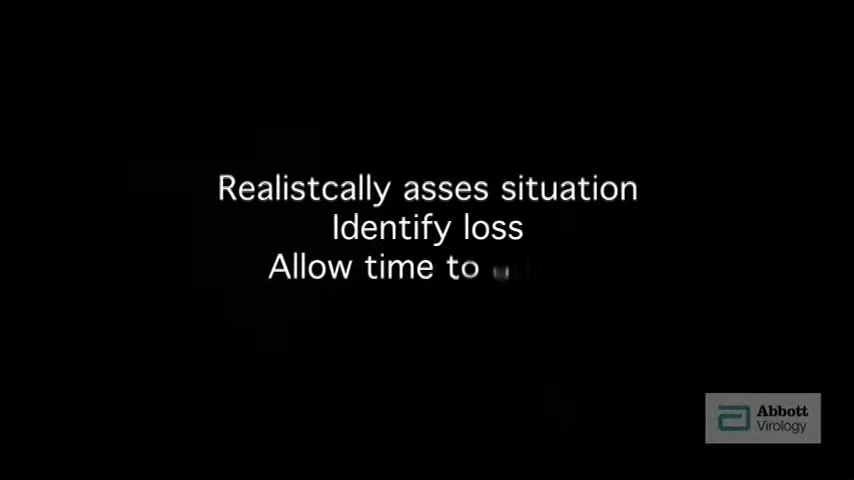 Realistcally asses situation
Identify loss
Allow time to
Abbott
Virology